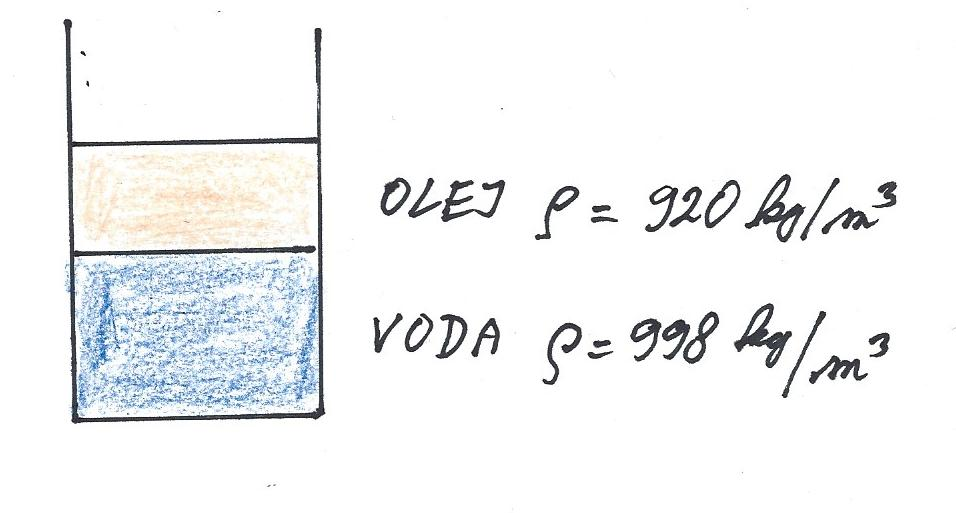 OLEJ ρ = 920 kg/m³
VODA ρ = 998 kg/m³